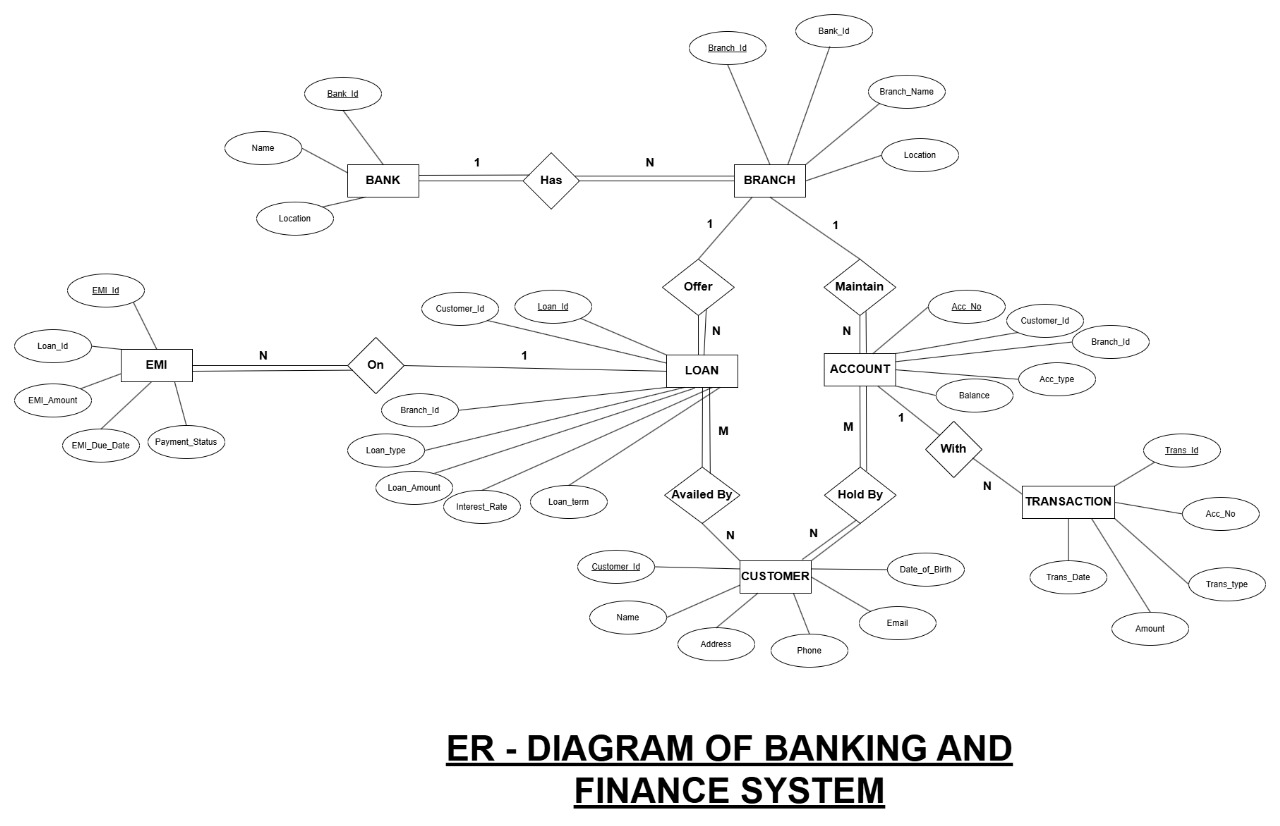 Bank_Id
Branch_Id
Bank_Id
Branch_Name
Name
Location
BANK
1
Has
N
BRANCH
Location
1
1
EMI_Id
Offer
Maintain
Customer_Id
Loan_Id
Acc_No
Customer_Id
Loan_Id
N
N
Branch_Id
EMI
N
On
1
LOAN
ACCOUNT
Acc_type
EMI_Amount
Balance
Branch_Id
1
EMI_Due_Date
Payment_Status
M
M
Loan_type
With
Trans_Id
Loan_Amount
N
Interest_Rate
Loan_term
Availed By
Hold By
TRANSACTION
Acc_No
N
N
Customer_Id
CUSTOMER
Date_of_Birth
Trans_Date
Trans_type
Name
Email
Amount
Address
Phone
ER - DIAGRAM OF BANKING AND
FINANCE SYSTEM